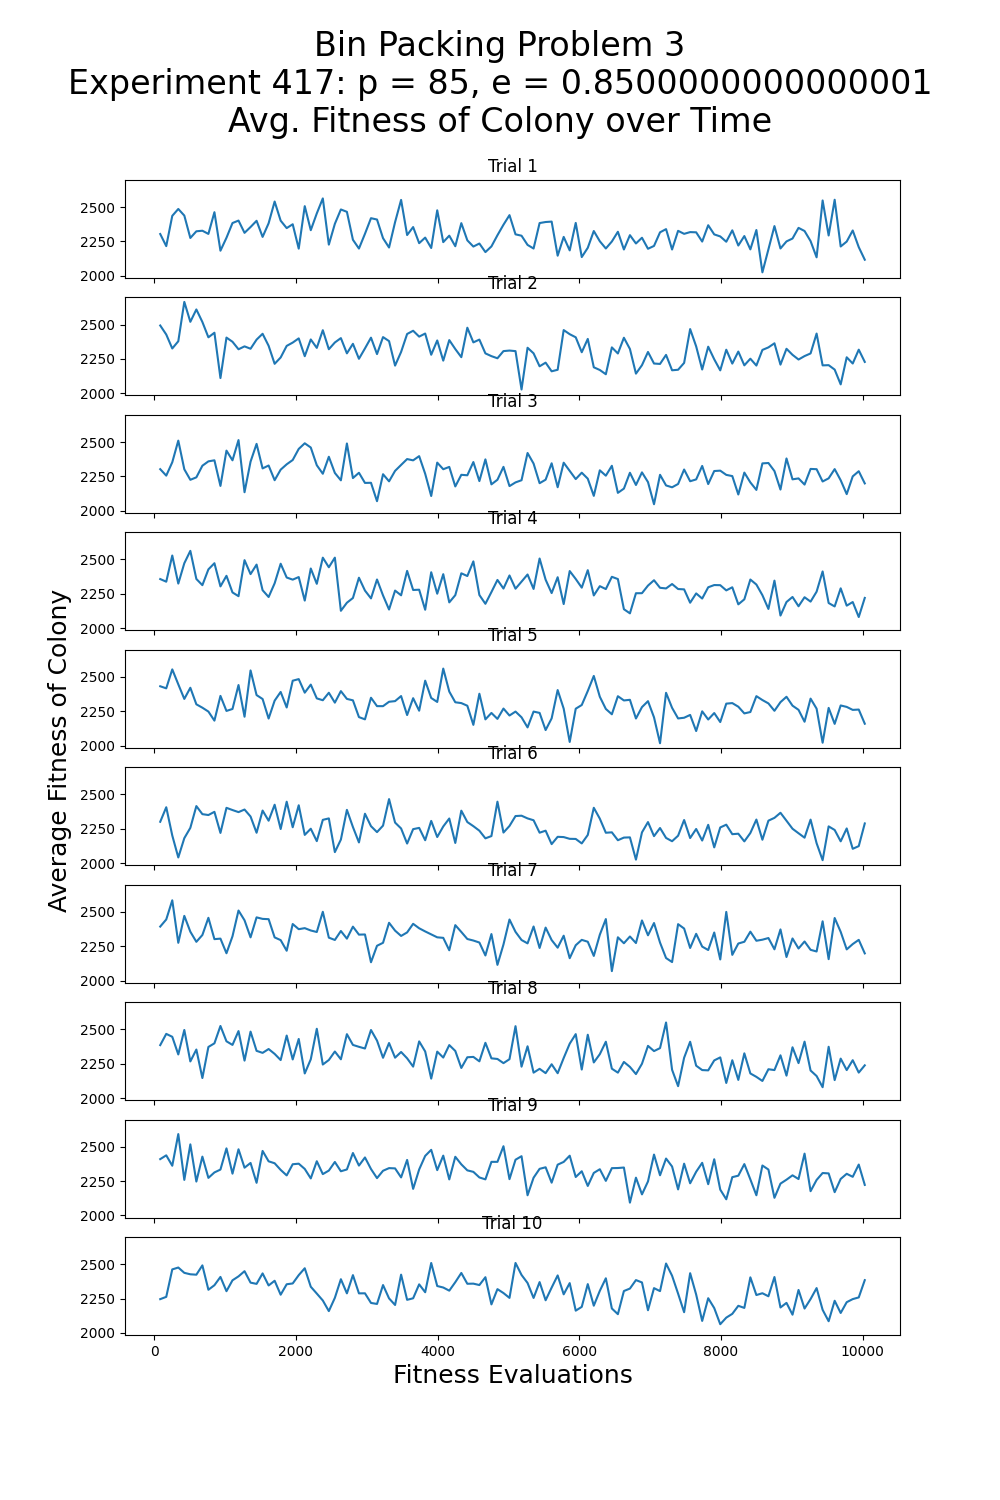 Bin Packing Problem 3
Experiment 417: p = 85, e = 0.8500000000000001
Avg. Fitness of Colony over Time
Trial 1
2500
2250
2000
Trial 2
2500
2250
2000
Trial 3
2500
2250
2000
Trial 4
2500
2250
2000
Trial 5
2500
2250
2000
Trial 6
2500
2250
2000
Trial 7
2500
2250
2000
Trial 8
2500
2250
2000
Trial 9
2500
2250
2000
Trial 10
2500
2250
2000
0 2000 4000 6000 8000 10000
Fitness Evaluations
Average Fitness of Colony